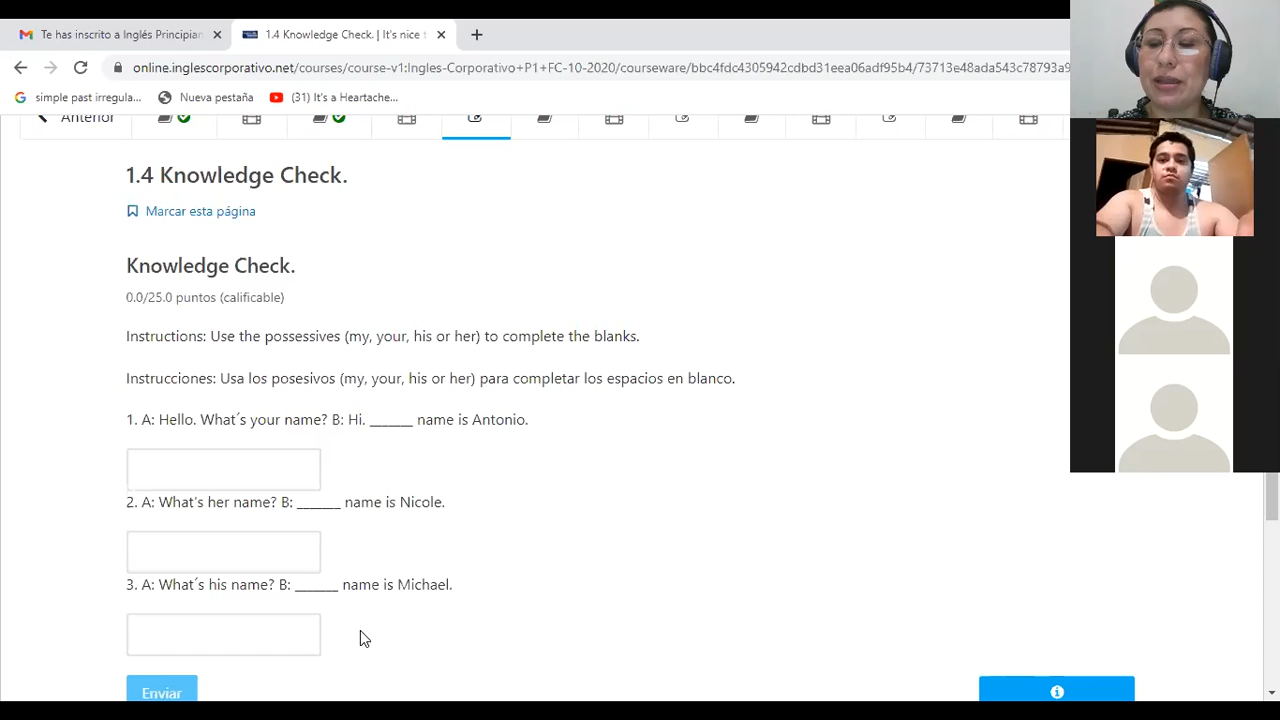 Te has inscrito a Inglés Principian
1.4 Knowledge Check. | It's nice t
online.inglescorporativo.net/courses/course-v1:Ingles-Corporativo+P1+FC-10-2020/courseware/bbc4fdc4305942cdbd31eea06adf95b4/73713e48ada543c78793a9
simple past irregula...
Nueva pestaña
(31) It's a Heartache...
Anterior
1.4 Knowledge Check.
Marcar esta página
Knowledge Check.
0.0/25.0 puntos (calificable)
Instructions: Use the possessives (my, your, his or her) to complete the blanks.
Instrucciones: Usa los posesivos (my, your, his or her) para completar los espacios en blanco.
1. A: Hello. What´s your name? B: Hi. ______ name is Antonio.
2. A: What's her name? B: ______ name is Nicole.
3. A: What´s his name? B: ______ name is Michael.
Enviar